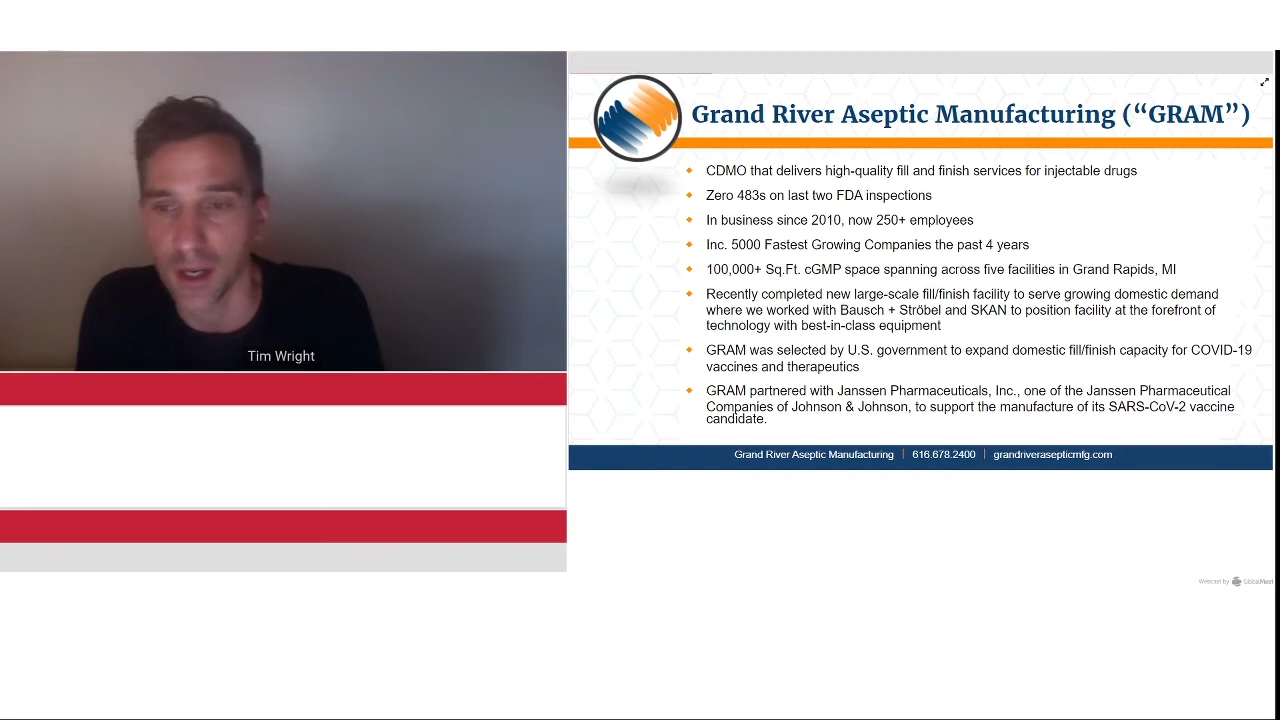 Tim Wright
Grand River Aseptic Manufacturing (“GRAM”)
CDMO that delivers high-quality fill and finish services for injectable drugs
Zero 483s on last two FDA inspections
In business since 2010, now 250+ employees
Inc. 5000 Fastest Growing Companies the past 4 years
100,000+ Sq.Ft. cGMP space spanning across five facilities in Grand Rapids, MI
Recently completed new large-scale fill/finish facility to serve growing domestic demand
where we worked with Bausch + Ströbel and SKAN to position facility at the forefront of
technology with best-in-class equipment
GRAM was selected by U.S. government to expand domestic fill/finish capacity for COVID-19
vaccines and therapeutics
GRAM partnered with Janssen Pharmaceuticals, Inc., one of the Janssen Pharmaceutical
Companies of Johnson & Johnson, to support the manufacture of its SARS-CoV-2 vaccine
candidate.
Grand River Aseptic Manufacturing | 616.678.2400 | grandriverasepticmfg.com
Webcast by GlobalMeet